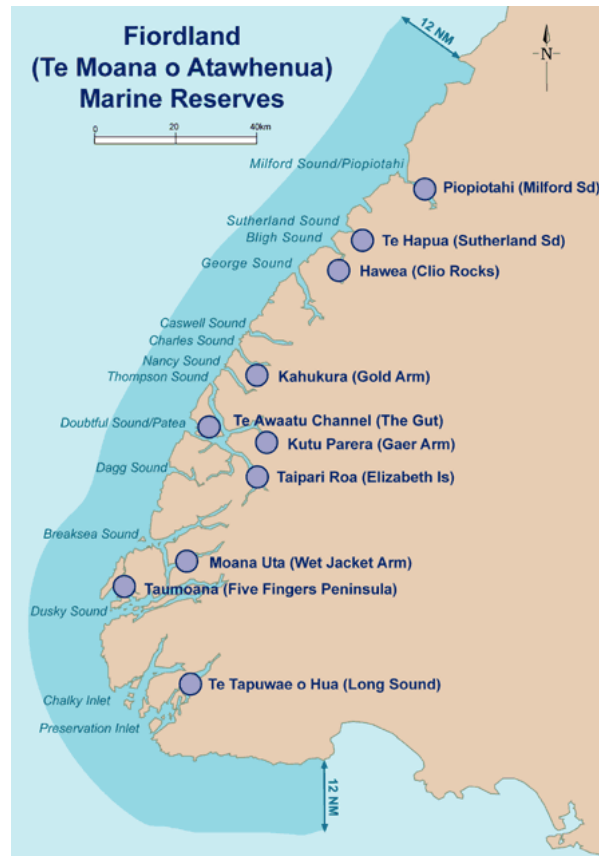 Fiordland
(Te Moana o Atawhenua)
Marine Reserves
0 20 40km
12 NM
N
Milford Sound/Piopiotahi
Piopiotahi (Milford Sd)
Sutherland Sound
Bligh Sound
Te Hapua (Sutherland Sd)
George Sound
Hawea (Clio Rocks)
Caswell Sound
Charles Sound
Nancy Sound
Thompson Sound
Kahukura (Gold Arm)
Doubtful Sound/Patea
Te Awaatu Channel (The Gut)
Kutu Parera (Gaer Arm)
Dagg Sound
Taipari Roa (Elizabeth Is)
Breaksea Sound
Moana Uta (Wet Jacket Arm)
Taumoana (Five Fingers Peninsula)
Dusky Sound
Te Tapuwae o Hua (Long Sound)
Chalky Inlet
Preservation Inlet
12 NM